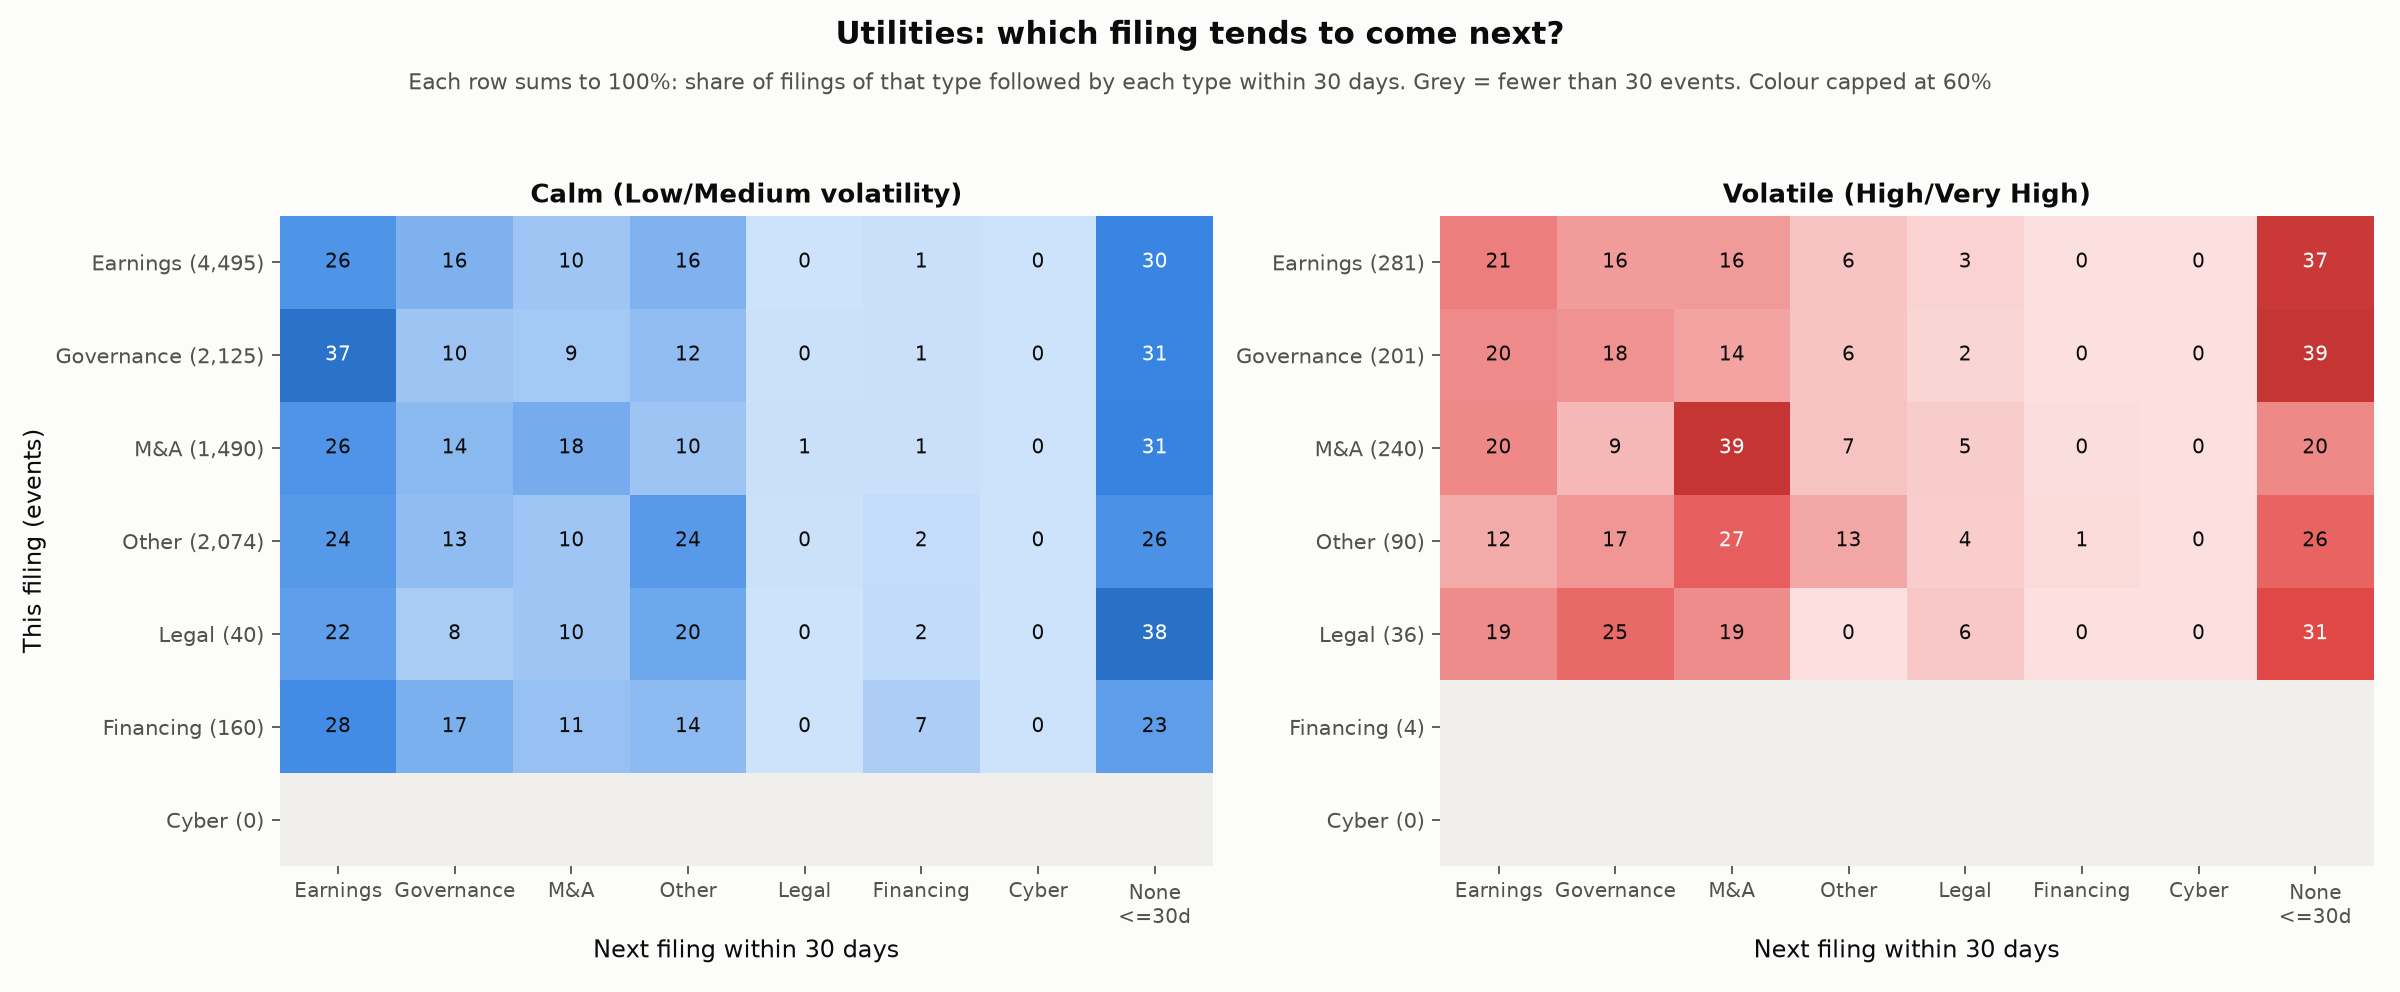 Utilities: which filing tends to come next?
Each row sums to 100%: share of filings of that type followed by each type within 30 days. Grey = fewer than 30 events. Colour capped at 60%
Calm (Low/Medium volatility)
This filing (events)
Earnings (4,495) 26 16 10 16 0 1 0 30
Governance (2,125) 37 10 9 12 0 1 0 31
M&A (1,490) 26 14 18 10 1 1 0 31
Other (2,074) 24 13 10 24 0 2 0 26
Legal (40) 22 8 10 20 0 2 0 38
Financing (160) 28 17 11 14 0 7 0 23
Cyber (0)
Earnings Governance M&A Other Legal Financing Cyber None
<=30d
Next filing within 30 days
Volatile (High/Very High)
Earnings (281) 21 16 16 6 3 0 0 37
Governance (201) 20 18 14 6 2 0 0 39
M&A (240) 20 9 39 7 5 0 0 20
Other (90) 12 17 27 13 4 1 0 26
Legal (36) 19 25 19 0 6 0 0 31
Financing (4)
Cyber (0)
Earnings Governance M&A Other Legal Financing Cyber None
<=30d
Next filing within 30 days